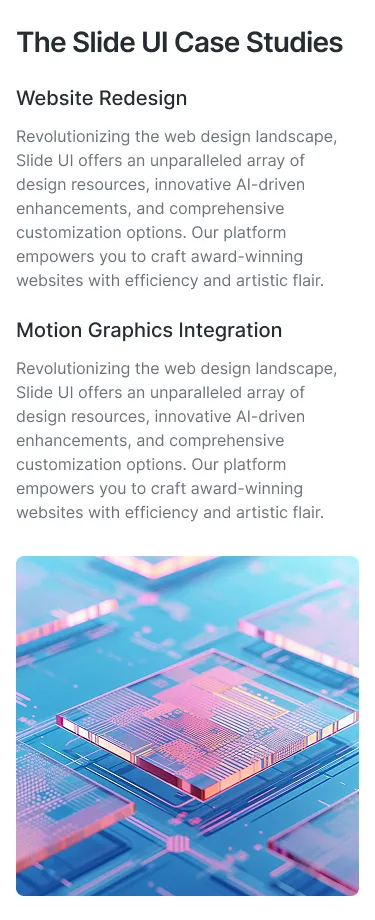 The Slide UI Case Studies
Website Redesign
Revolutionizing the web design landscape,
Slide UI offers an unparalleled array of
design resources, innovative AI-driven
enhancements, and comprehensive
customization options. Our platform
empowers you to craft award-winning
websites with efficiency and artistic flair.
Motion Graphics Integration
Revolutionizing the web design landscape,
Slide UI offers an unparalleled array of
design resources, innovative AI-driven
enhancements, and comprehensive
customization options. Our platform
empowers you to craft award-winning
websites with efficiency and artistic flair.